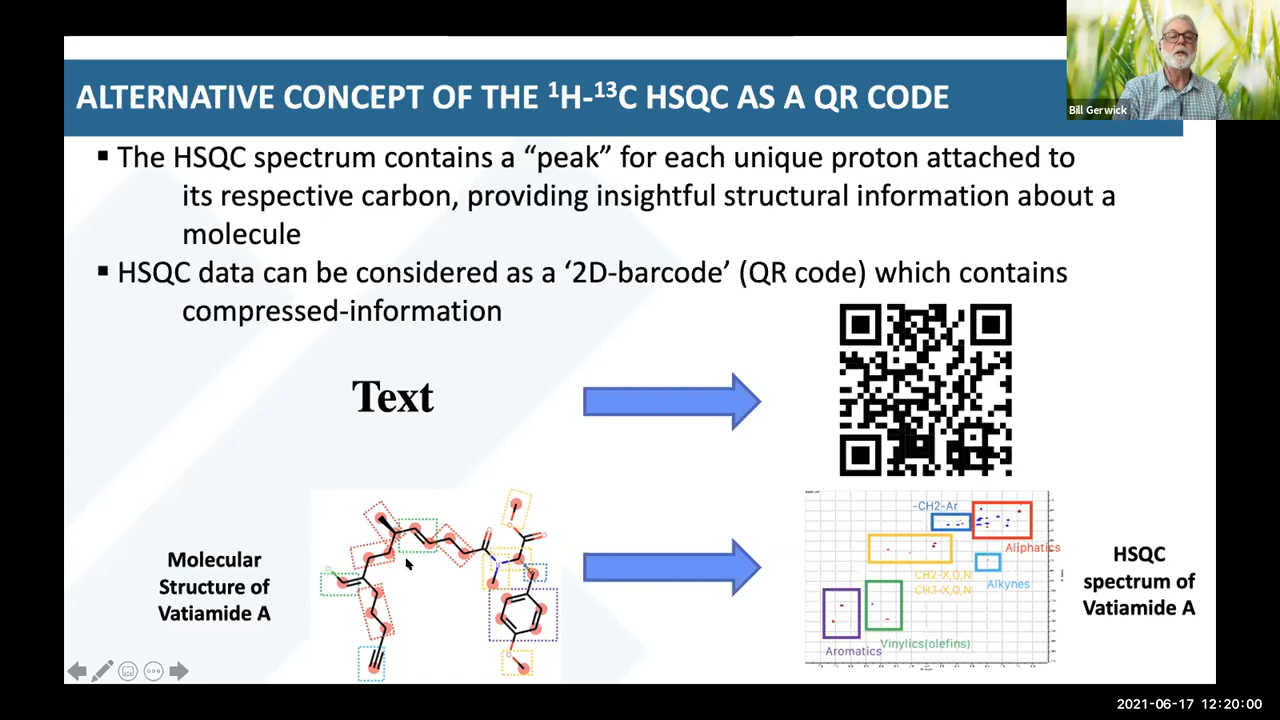 ALTERNATIVE CONCEPT OF THE ¹H-¹³C HSQC AS A QR CODE
Bill Gerwick
▪ The HSQC spectrum contains a “peak” for each unique proton attached to
its respective carbon, providing insightful structural information about a
molecule
▪ HSQC data can be considered as a ‘2D-barcode’ (QR code) which contains
compressed-information
Text
Molecular
Structure of
Vatiamide A
-CH2-Ar
Aliphatics
CH2-X,O,N
CH3-X,O,N
Alkynes
Vinylics(olefins)
Aromatics
HSQC
spectrum of
Vatiamide A
2021-06-17 12:20:00